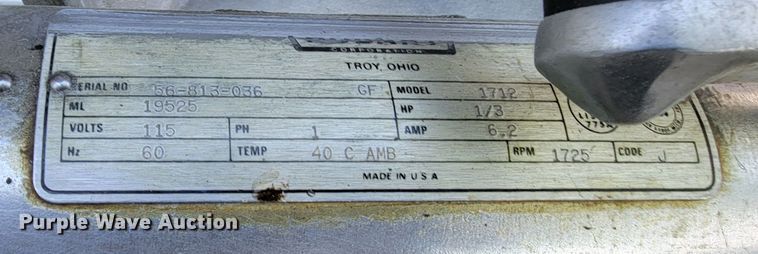 CORPORATION
TROY, OHIO
SERIAL NO 56-813-036 GF MODEL 1712
ML 19525 HP 1/3
VOLTS 115 PH 1 AMP 6.2
Hz 60 TEMP 40 C AMB RPM 1725 CODE J
MADE IN U S A
Purple Wave Auction